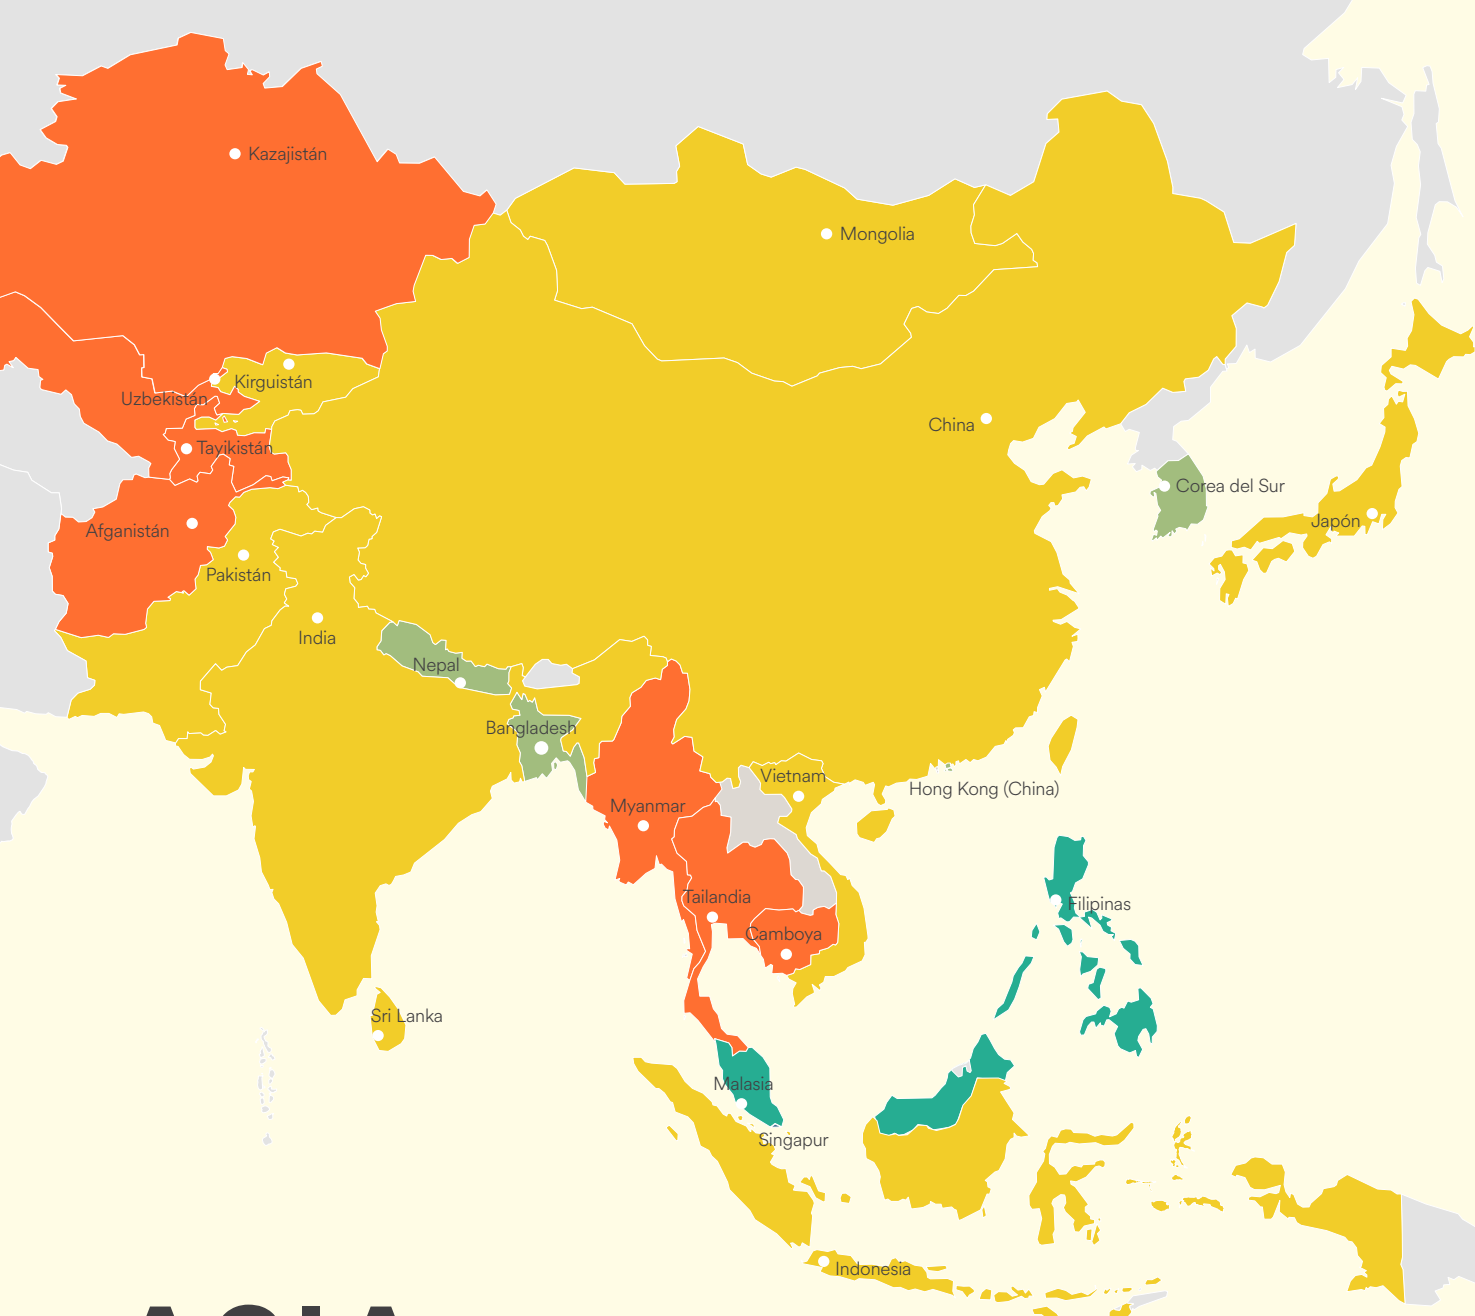 Kazajistán
Mongolia
Kirguistán
Uzbekistán
China
Tayikistán
Corea del Sur
Japón
Afganistán
Pakistán
India
Nepal
Bangladesh
Vietnam
Hong Kong (China)
Myanmar
Tailandia
Filipinas
Camboya
Sri Lanka
Malasia
Singapur
Indonesia